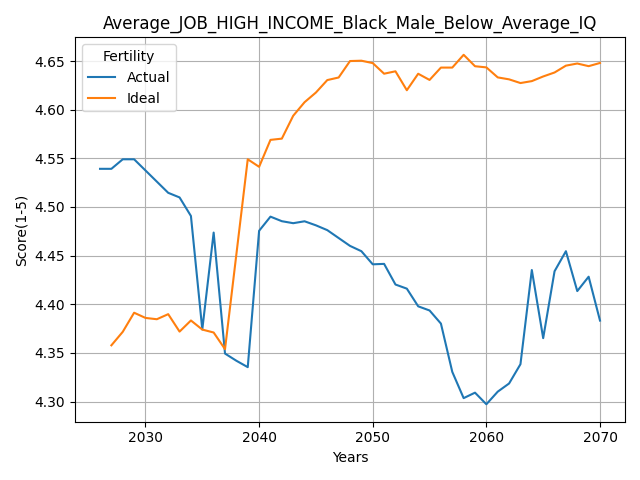 Average_JOB_HIGH_INCOME_Black_Male_Below_Average_IQ
Fertility
Actual
Ideal
4.65
4.60
4.55
4.50
4.45
4.40
4.35
4.30
Score(1-5)
2030
2040
2050
2060
2070
Years